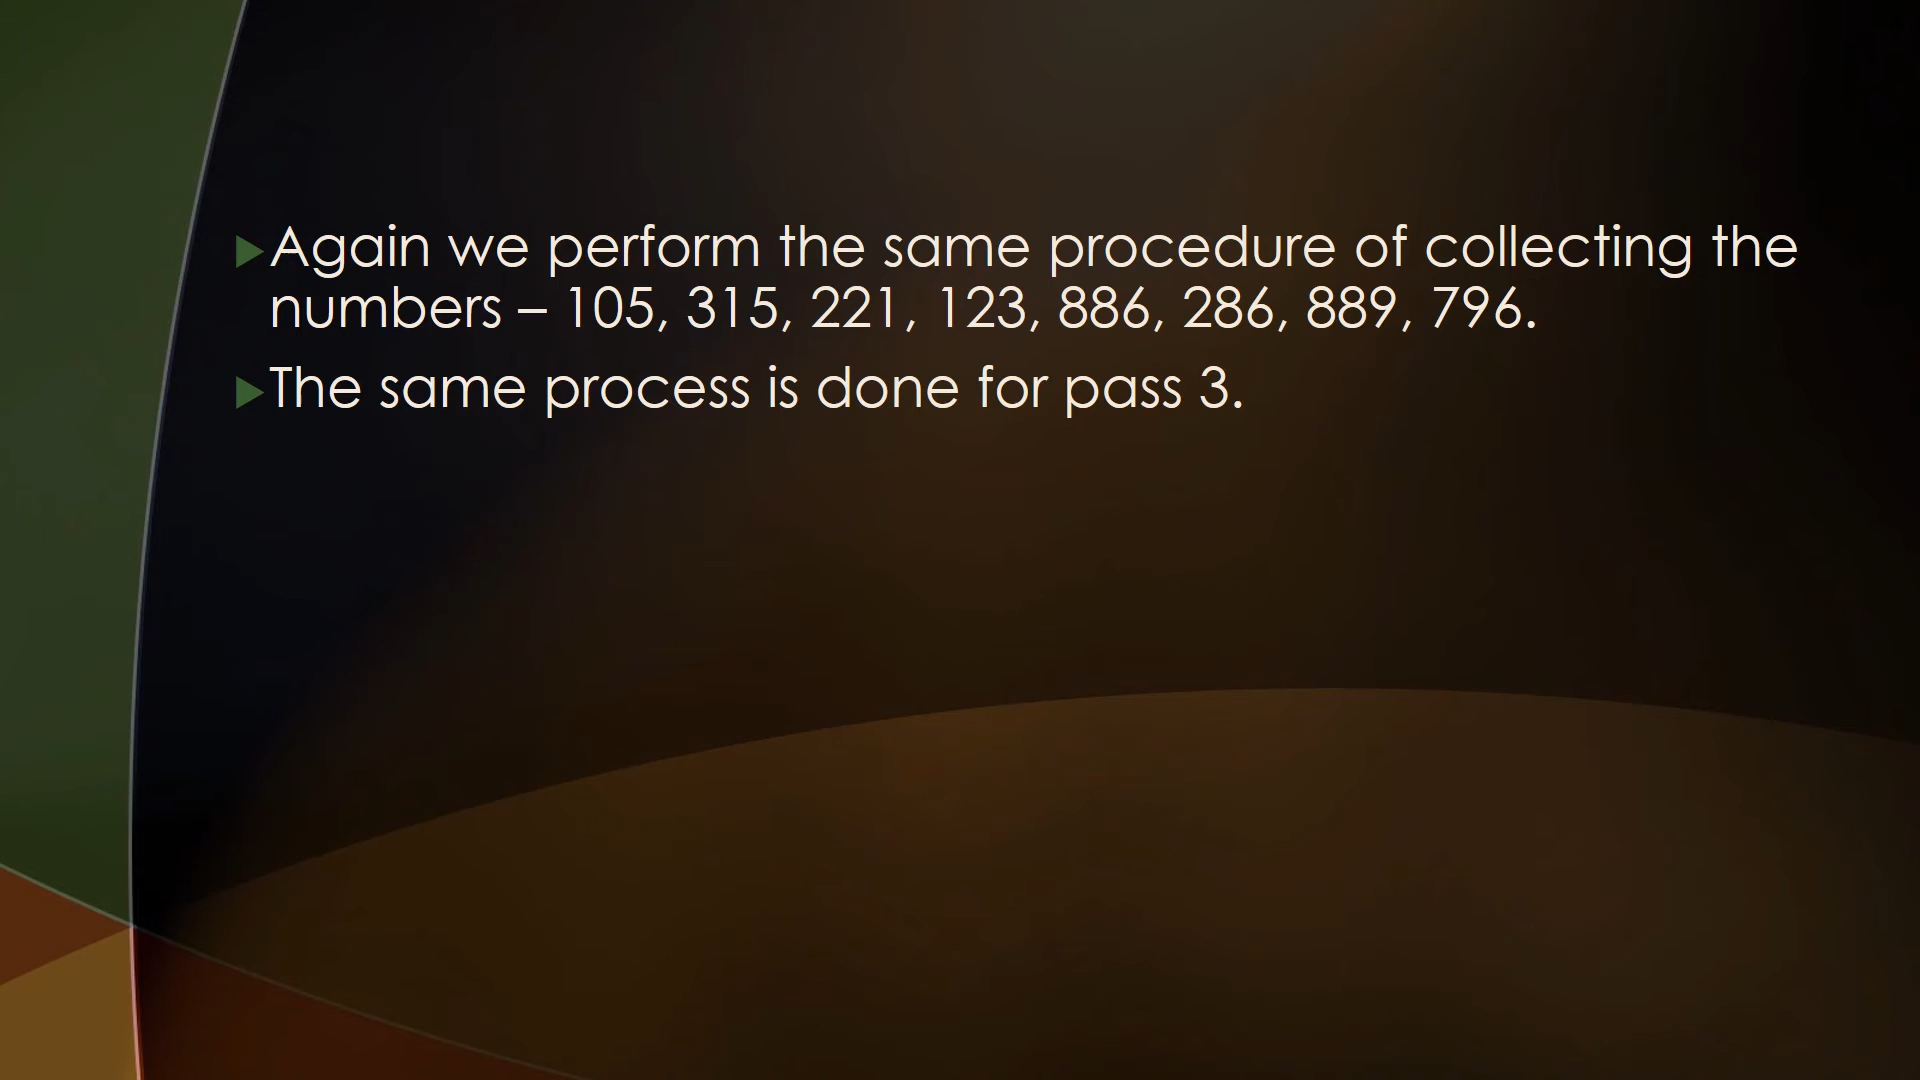 Again we perform the same procedure of collecting the
numbers – 105, 315, 221, 123, 886, 286, 889, 796.
The same process is done for pass 3.